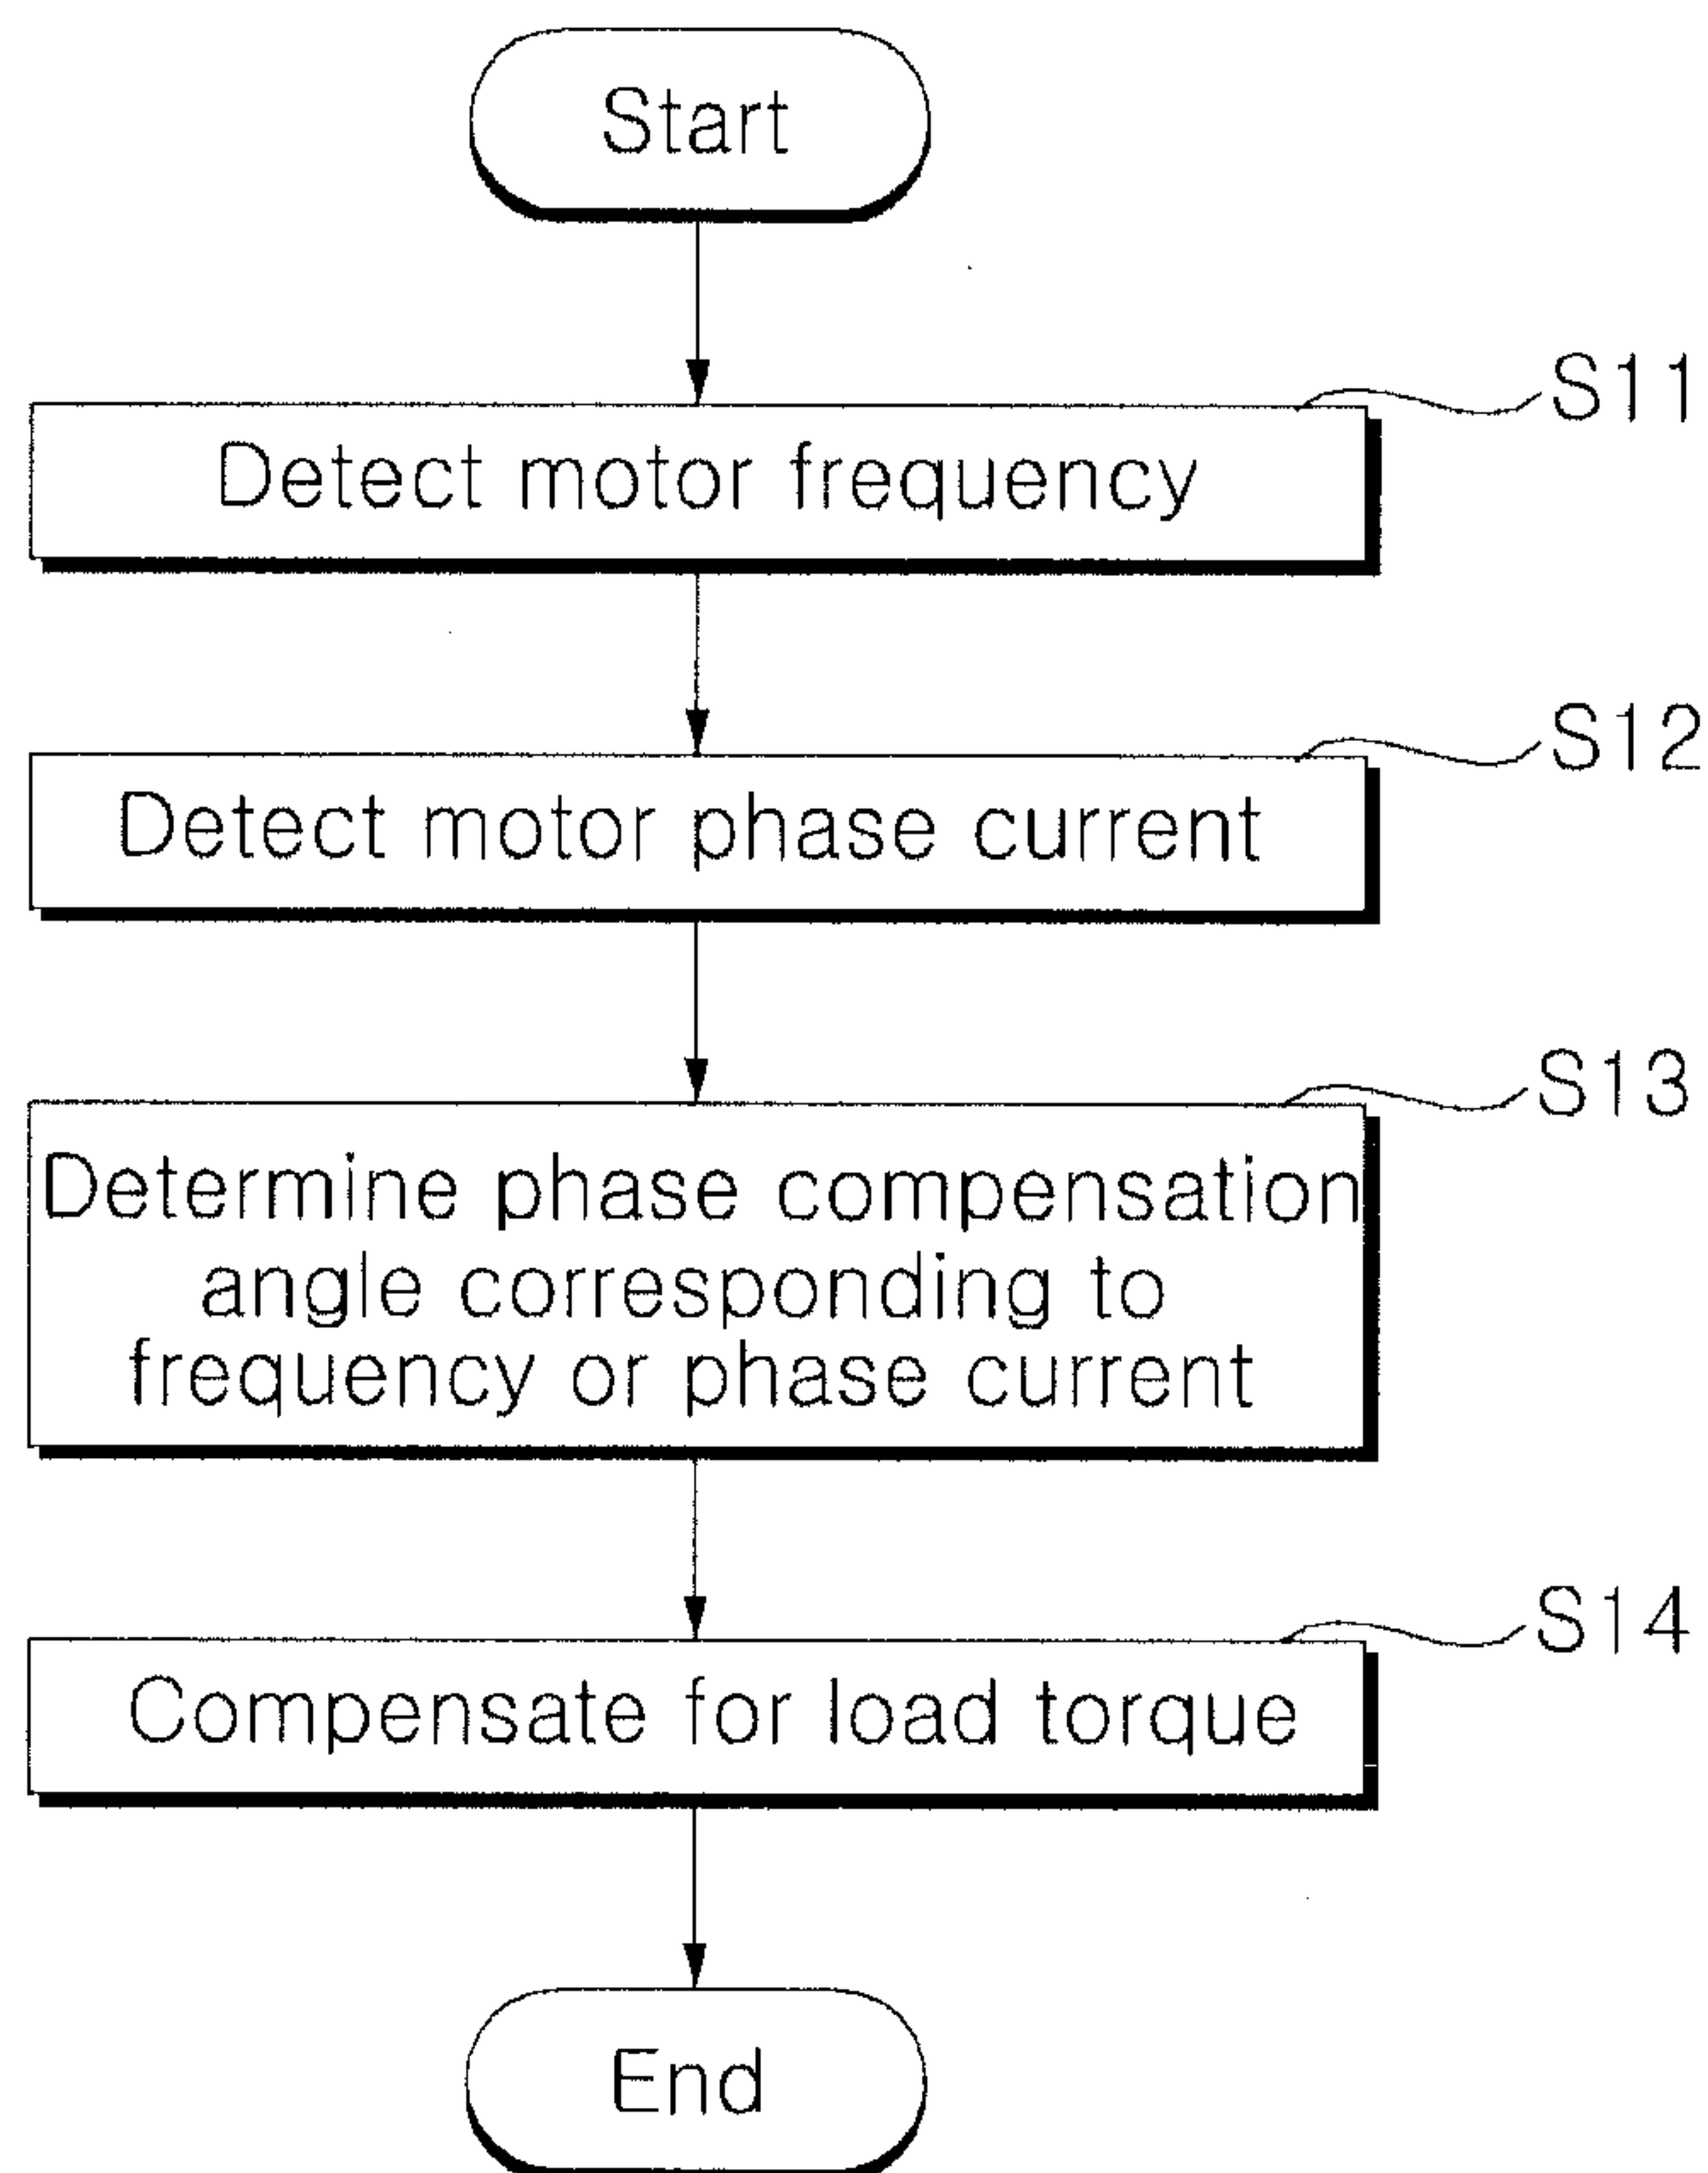 Start
S11
Detect motor frequency
S12
Detect motor phase current
S13
Determine phase compensation
angle corresponding to
frequency or phase current
S14
Compensate for load torque
End